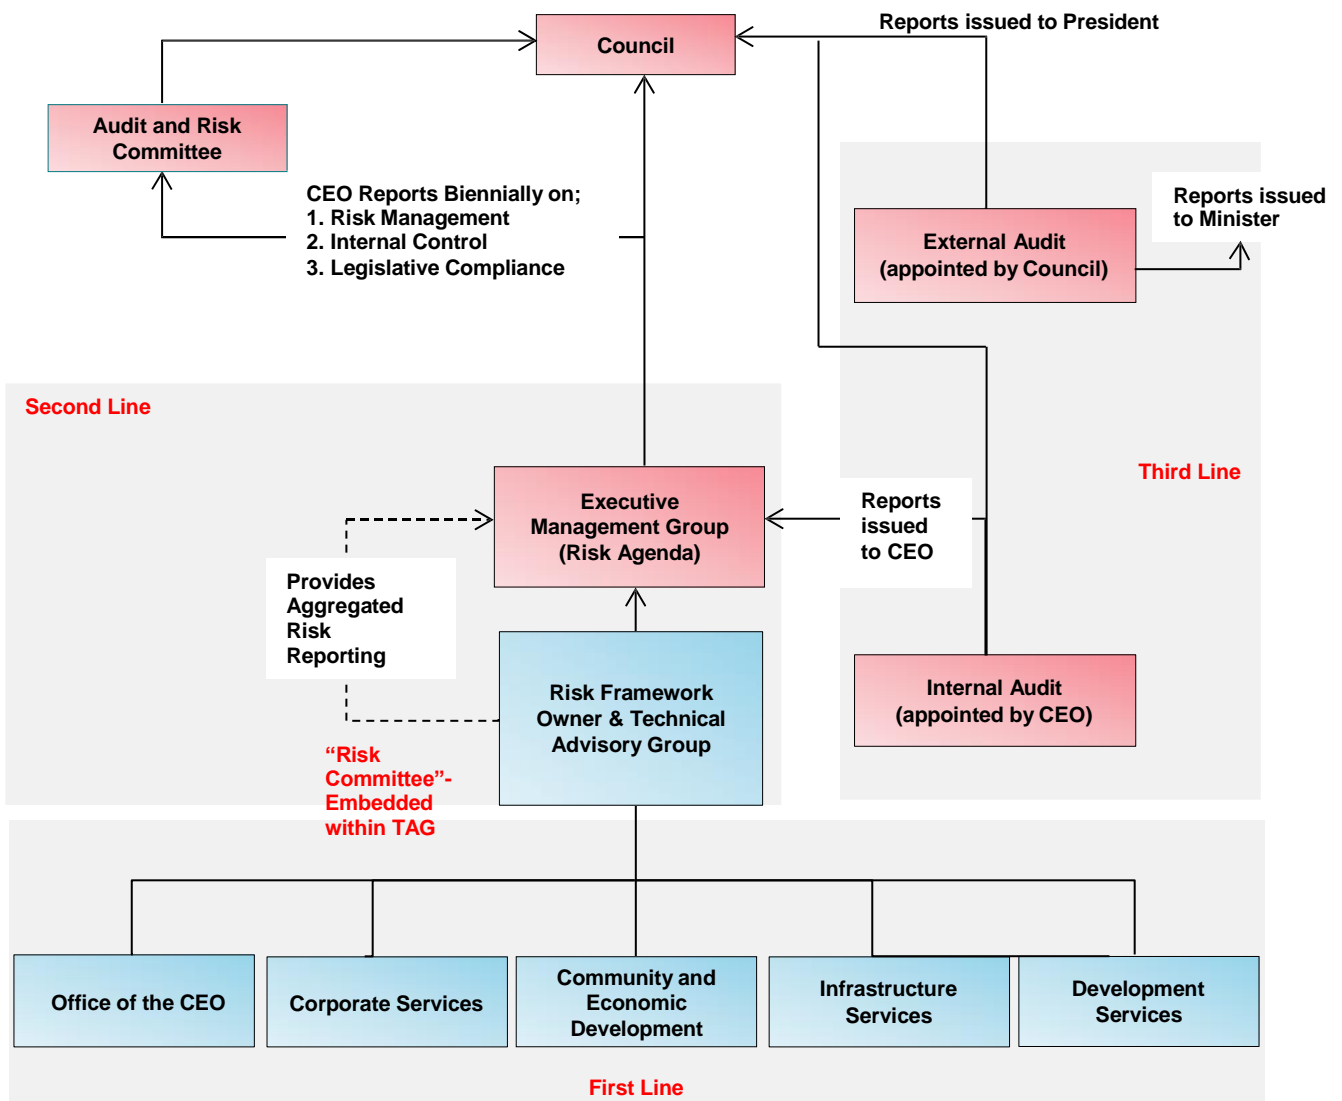 Reports issued to President
Council
Audit and Risk
Committee
CEO Reports Biennially on;
1. Risk Management
2. Internal Control
3. Legislative Compliance
Reports issued
to Minister
External Audit
(appointed by Council)
Second Line
Third Line
Executive
Management Group
(Risk Agenda)
Reports
issued
to CEO
Provides
Aggregated
Risk
Reporting
Risk Framework
Owner & Technical
Advisory Group
Internal Audit
(appointed by CEO)
“Risk
Committee”-
Embedded
within TAG
Office of the CEO
Corporate Services
Community and
Economic
Development
Infrastructure
Services
Development
Services
First Line